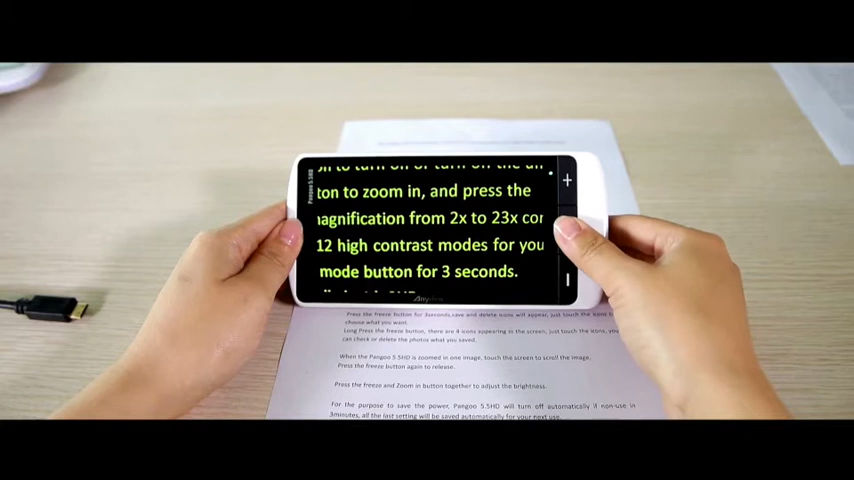 ton to zoom in, and press the
agnification from 2x to 23x cor
12 high contrast modes for you
mode button for 3 seconds.
Pangoo 5.5HD
+
Press the freeze button for 3seconds,save and delete icons will appear, just touch the icons to
choose what you want.
Long Press the freeze button, there are 4 icons appearing in the screen, just touch the icons, you
can check or delete the photos what you saved.
When the Pangoo 5.5HD is zoomed in one image, touch the screen to scroll the image.
Press the freeze button again to release.
Press the freeze and Zoom in button together to adjust the brightness.
For the purpose to save the power, Pangoo 5.5HD will turn off automatically if non-use in
3minutes, all the last setting will be saved automatically for your next use.